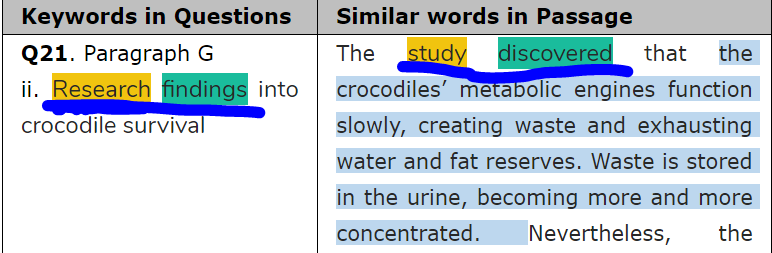 Keywords in Questions
Similar words in Passage
Q21. Paragraph G
ii. Research findings into
crocodile survival
The study discovered that the
crocodiles’ metabolic engines function
slowly, creating waste and exhausting
water and fat reserves. Waste is stored
in the urine, becoming more and more
concentrated. Nevertheless, the